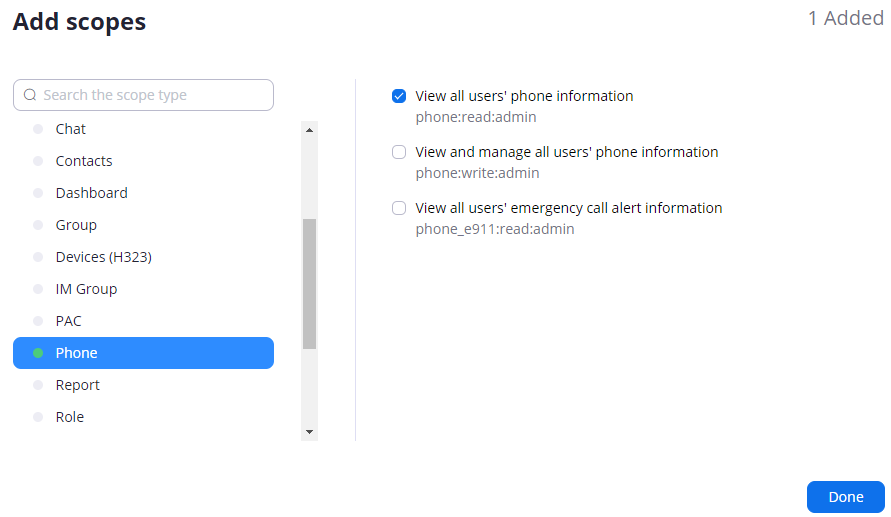 Add scopes
1 Added
Search the scope type
Chat
Contacts
Dashboard
Group
Devices (H323)
IM Group
PAC
Phone
Report
Role
View all users' phone information
phone:read:admin
View and manage all users' phone information
phone:write:admin
View all users' emergency call alert information
phone_e911:read:admin
Done